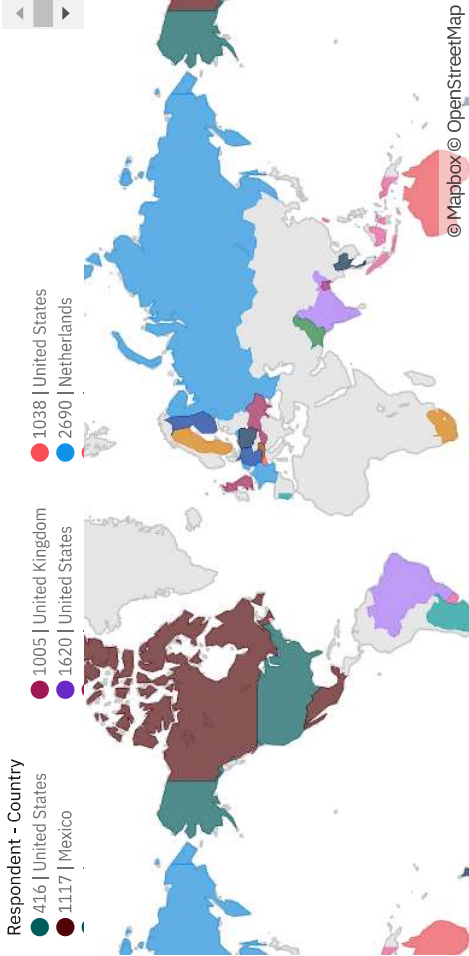 Respondent - Country
416 | United States
1005 | United Kingdom
1038 | United States
1117 | Mexico
1620 | United States
2690 | Netherlands
© Mapbox © OpenStreetMap